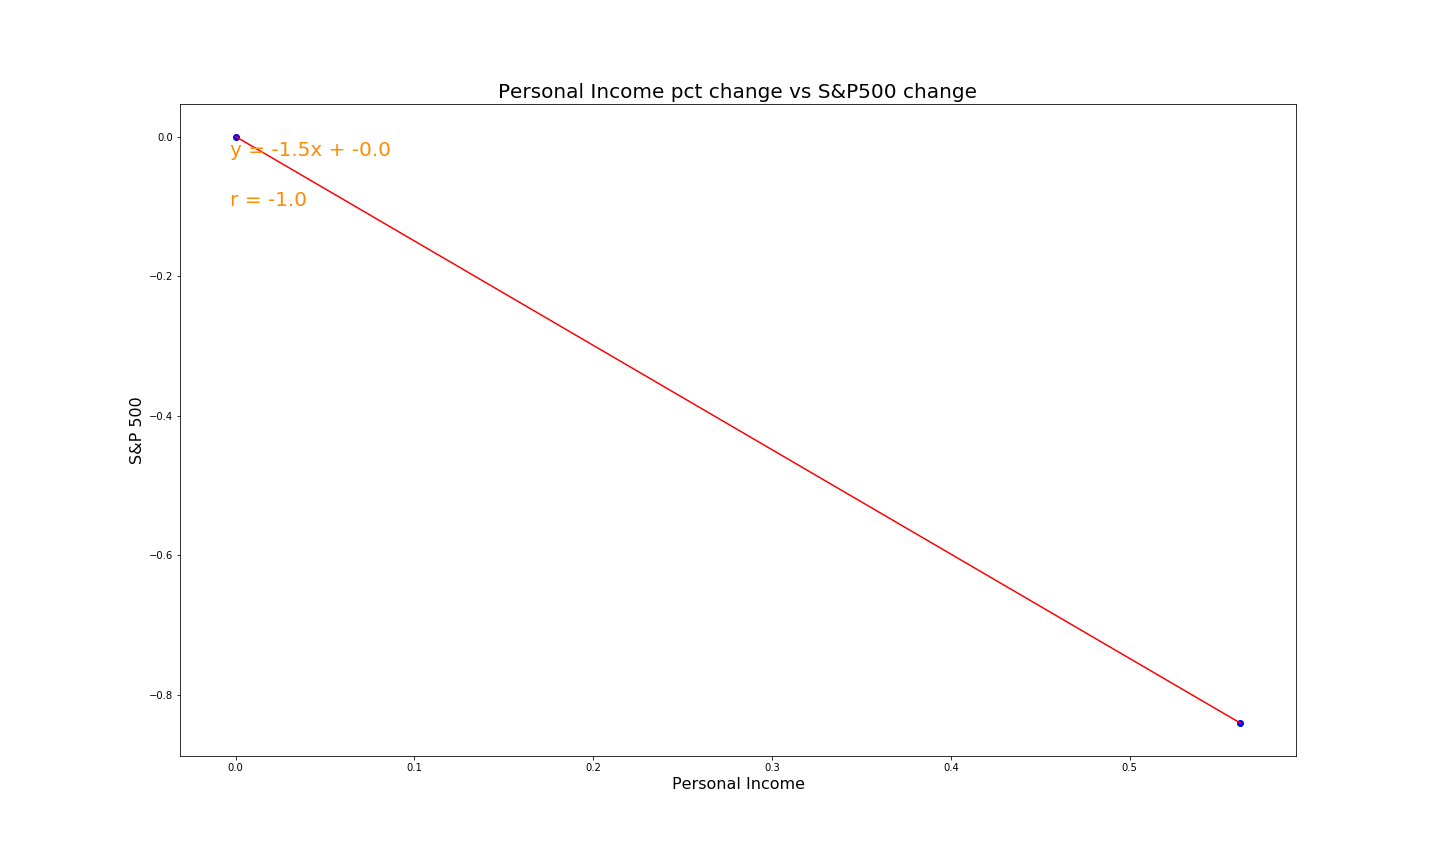 Personal Income pct change vs S&P500 change
0.0
y = -1.5x + -0.0
r = -1.0
−0.2
−0.4
S&P 500
−0.6
−0.8
0.0 0.1 0.2 0.3 0.4 0.5
Personal Income